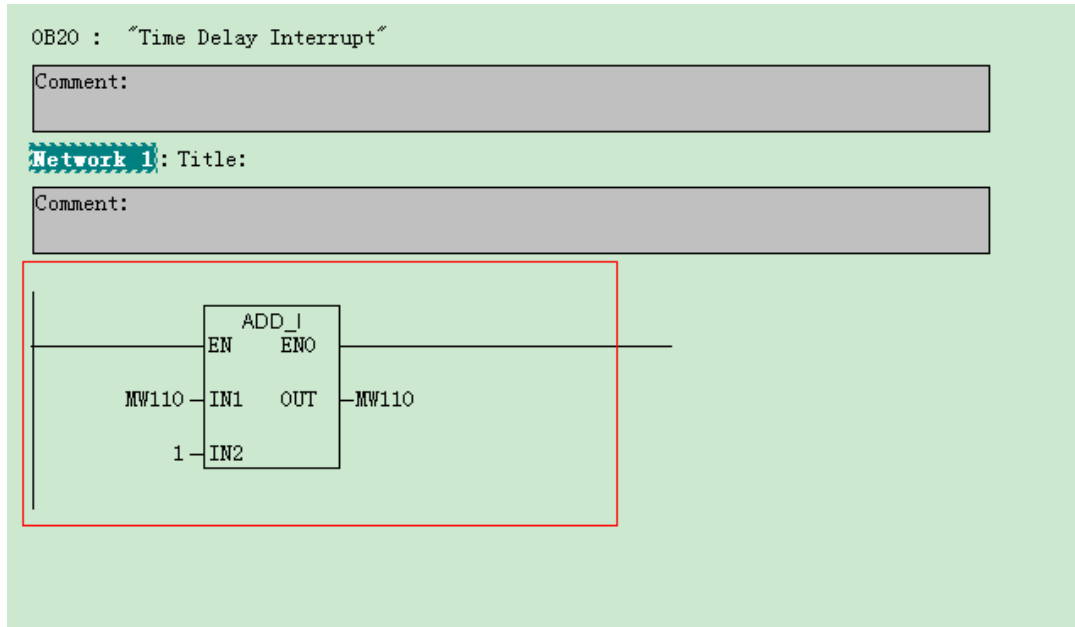 OB20 : "Time Delay Interrupt"
Comment:
Network 1: Title:
Comment:
ADD_I
EN ENO
MW110 IN1 OUT MW110
1 IN2